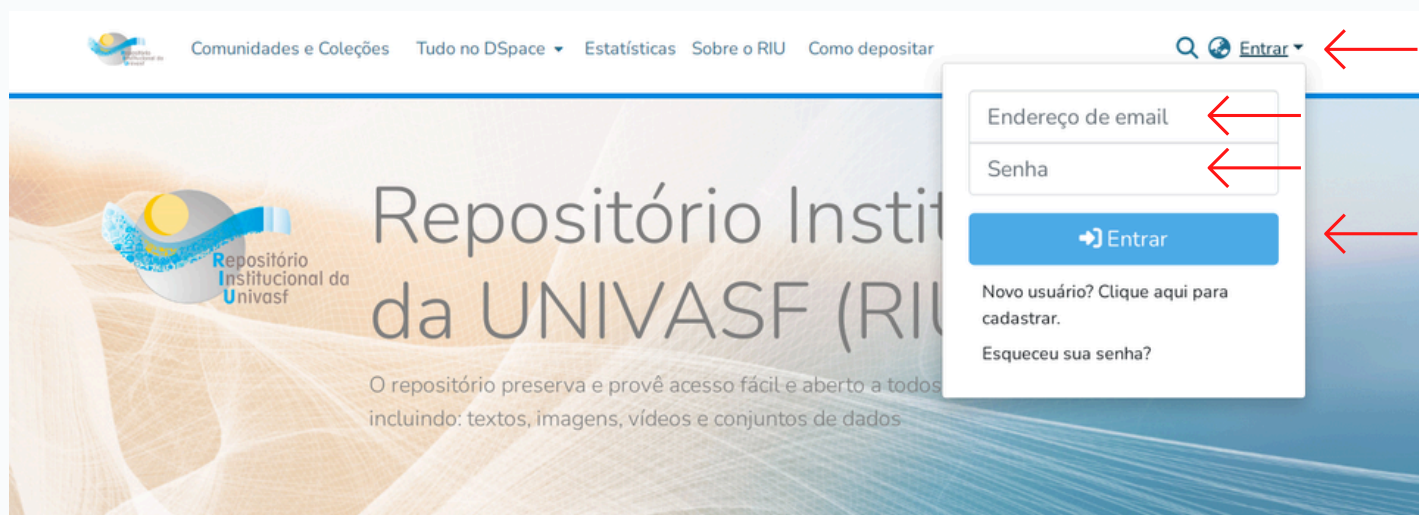 Comunidades e Coleções Tudo no DSpace Estatísticas Sobre o RIU Como depositar Entrar
Endereço de email
Senha
Entrar
Novo usuário? Clique aqui para
cadastrar.
Esqueceu sua senha?
Repositório
Institucional da
Univasf
Repositório Instit
da UNIVASF (RIU
O repositório preserva e provê acesso fácil e aberto a todos
incluindo: textos, imagens, vídeos e conjuntos de dados